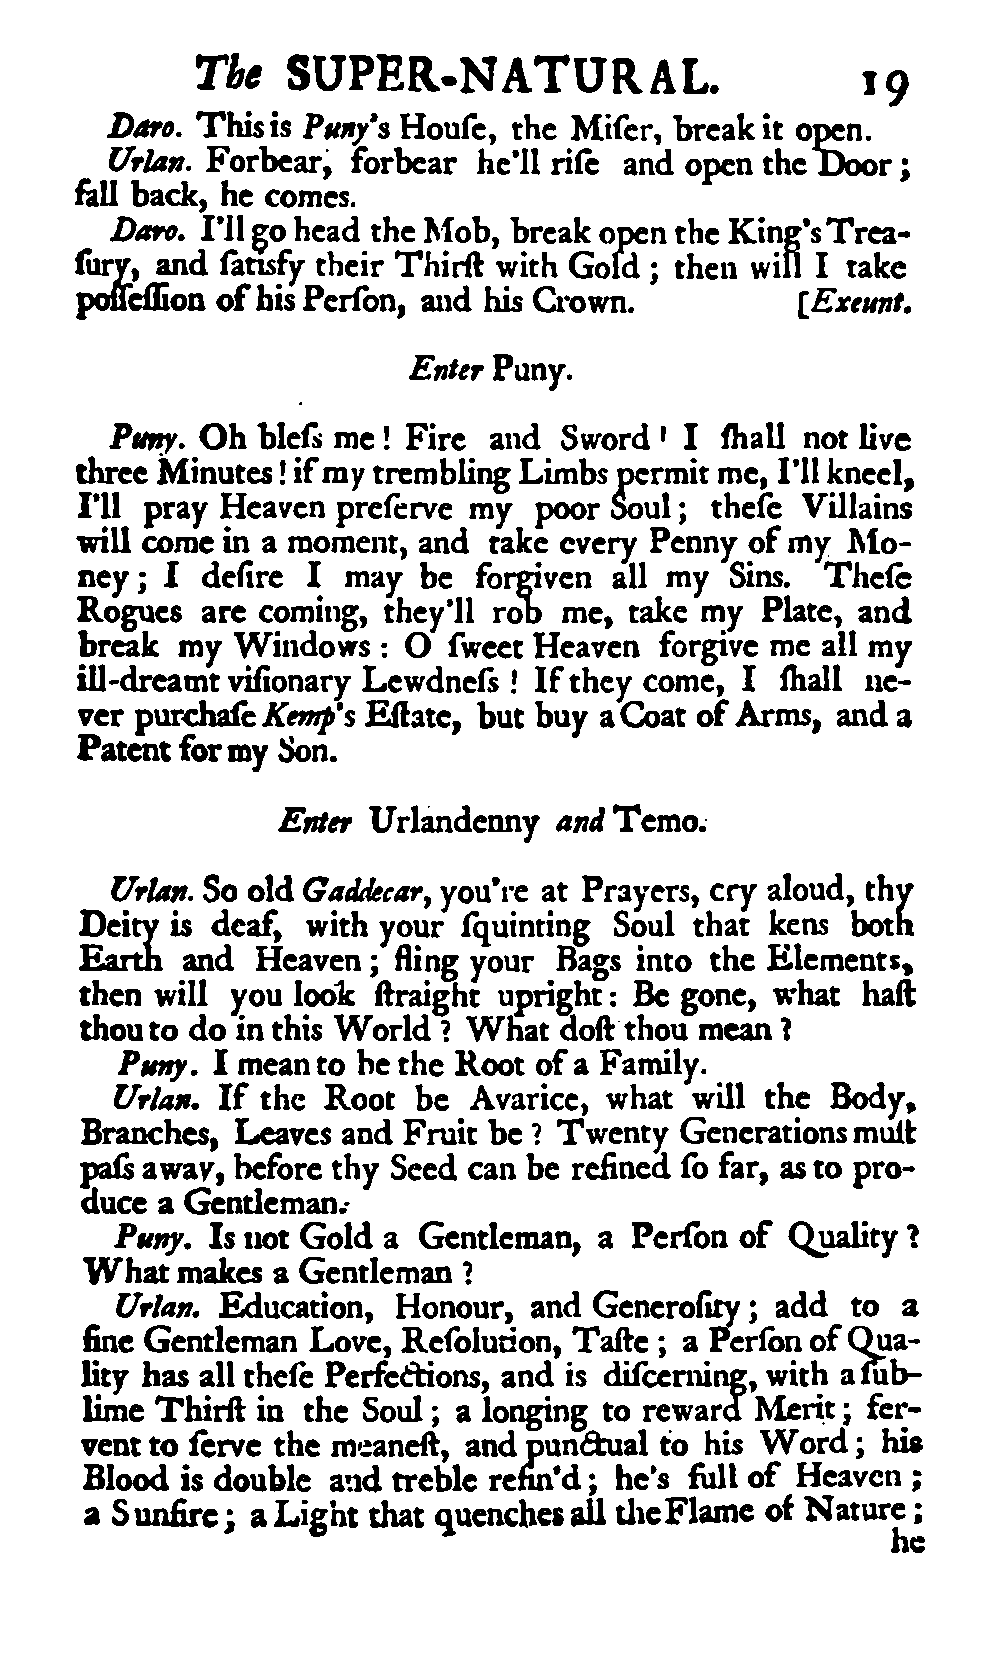 The SUPER-NATURAL. 19
Daro. This is Puny's Houſe, the Miſer, break it open.
Urlan. Forbear, forbear he'll riſe and open the Door;
fall back, he comes.
Daro. I'll go head the Mob, break open the King's Trea-
ſury, and ſatisfy their Thirſt with Gold; then will I take
poſſeſſion of his Perſon, and his Crown. [Exeunt.
Enter Puny.
Puny. Oh bleſs me! Fire and Sword! I ſhall not live
three Minutes! if my trembling Limbs permit me, I'll kneel,
I'll pray Heaven preſerve my poor Soul; theſe Villains
will come in a moment, and take every Penny of my Mo-
ney; I deſire I may be forgiven all my Sins. Theſe
Rogues are coming, they'll rob me, take my Plate, and
break my Windows: O ſweet Heaven forgive me all my
ill-dreamt viſionary Lewdneſs! If they come, I ſhall ne-
ver purchaſe Kemp's Eſtate, but buy a Coat of Arms, and a
Patent for my Son.
Enter Urlandenny and Temo.
Urlan. So old Gaddecar, you're at Prayers, cry aloud, thy
Deity is deaf, with your ſquinting Soul that kens both
Earth and Heaven; fling your Bags into the Elements,
then will you look ſtraight upright: Be gone, what haſt
thou to do in this World? What doſt thou mean?
Puny. I mean to be the Root of a Family.
Urlan. If the Root be Avarice, what will the Body,
Branches, Leaves and Fruit be? Twenty Generations muſt
paſs away, before thy Seed can be refined ſo far, as to pro-
duce a Gentleman.
Puny. Is not Gold a Gentleman, a Perſon of Quality?
What makes a Gentleman?
Urlan. Education, Honour, and Generoſity; add to a
fine Gentleman Love, Reſolution, Taſte; a Perſon of Qua-
lity has all theſe Perfections, and is diſcerning, with a ſub-
lime Thirſt in the Soul; a longing to reward Merit; fer-
vent to ſerve the meaneſt, and punctual to his Word; his
Blood is double and treble refin'd; he's full of Heaven;
a Sunfire; a Light that quenches all the Flame of Nature;
he